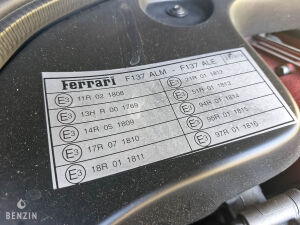 Ferrari F137 ALM - F137 ALE
E3 11R 02 1808
E3 13H R 00 1769
E3 14R 05 1809
E3 17R 07 1810
E3 18R 01 1811
E3 31R 01 1812
E3 51R 01 1813
E3 94R 01 1814
E3 95R 01 1815
E3 97R 01 1816
BENZIN